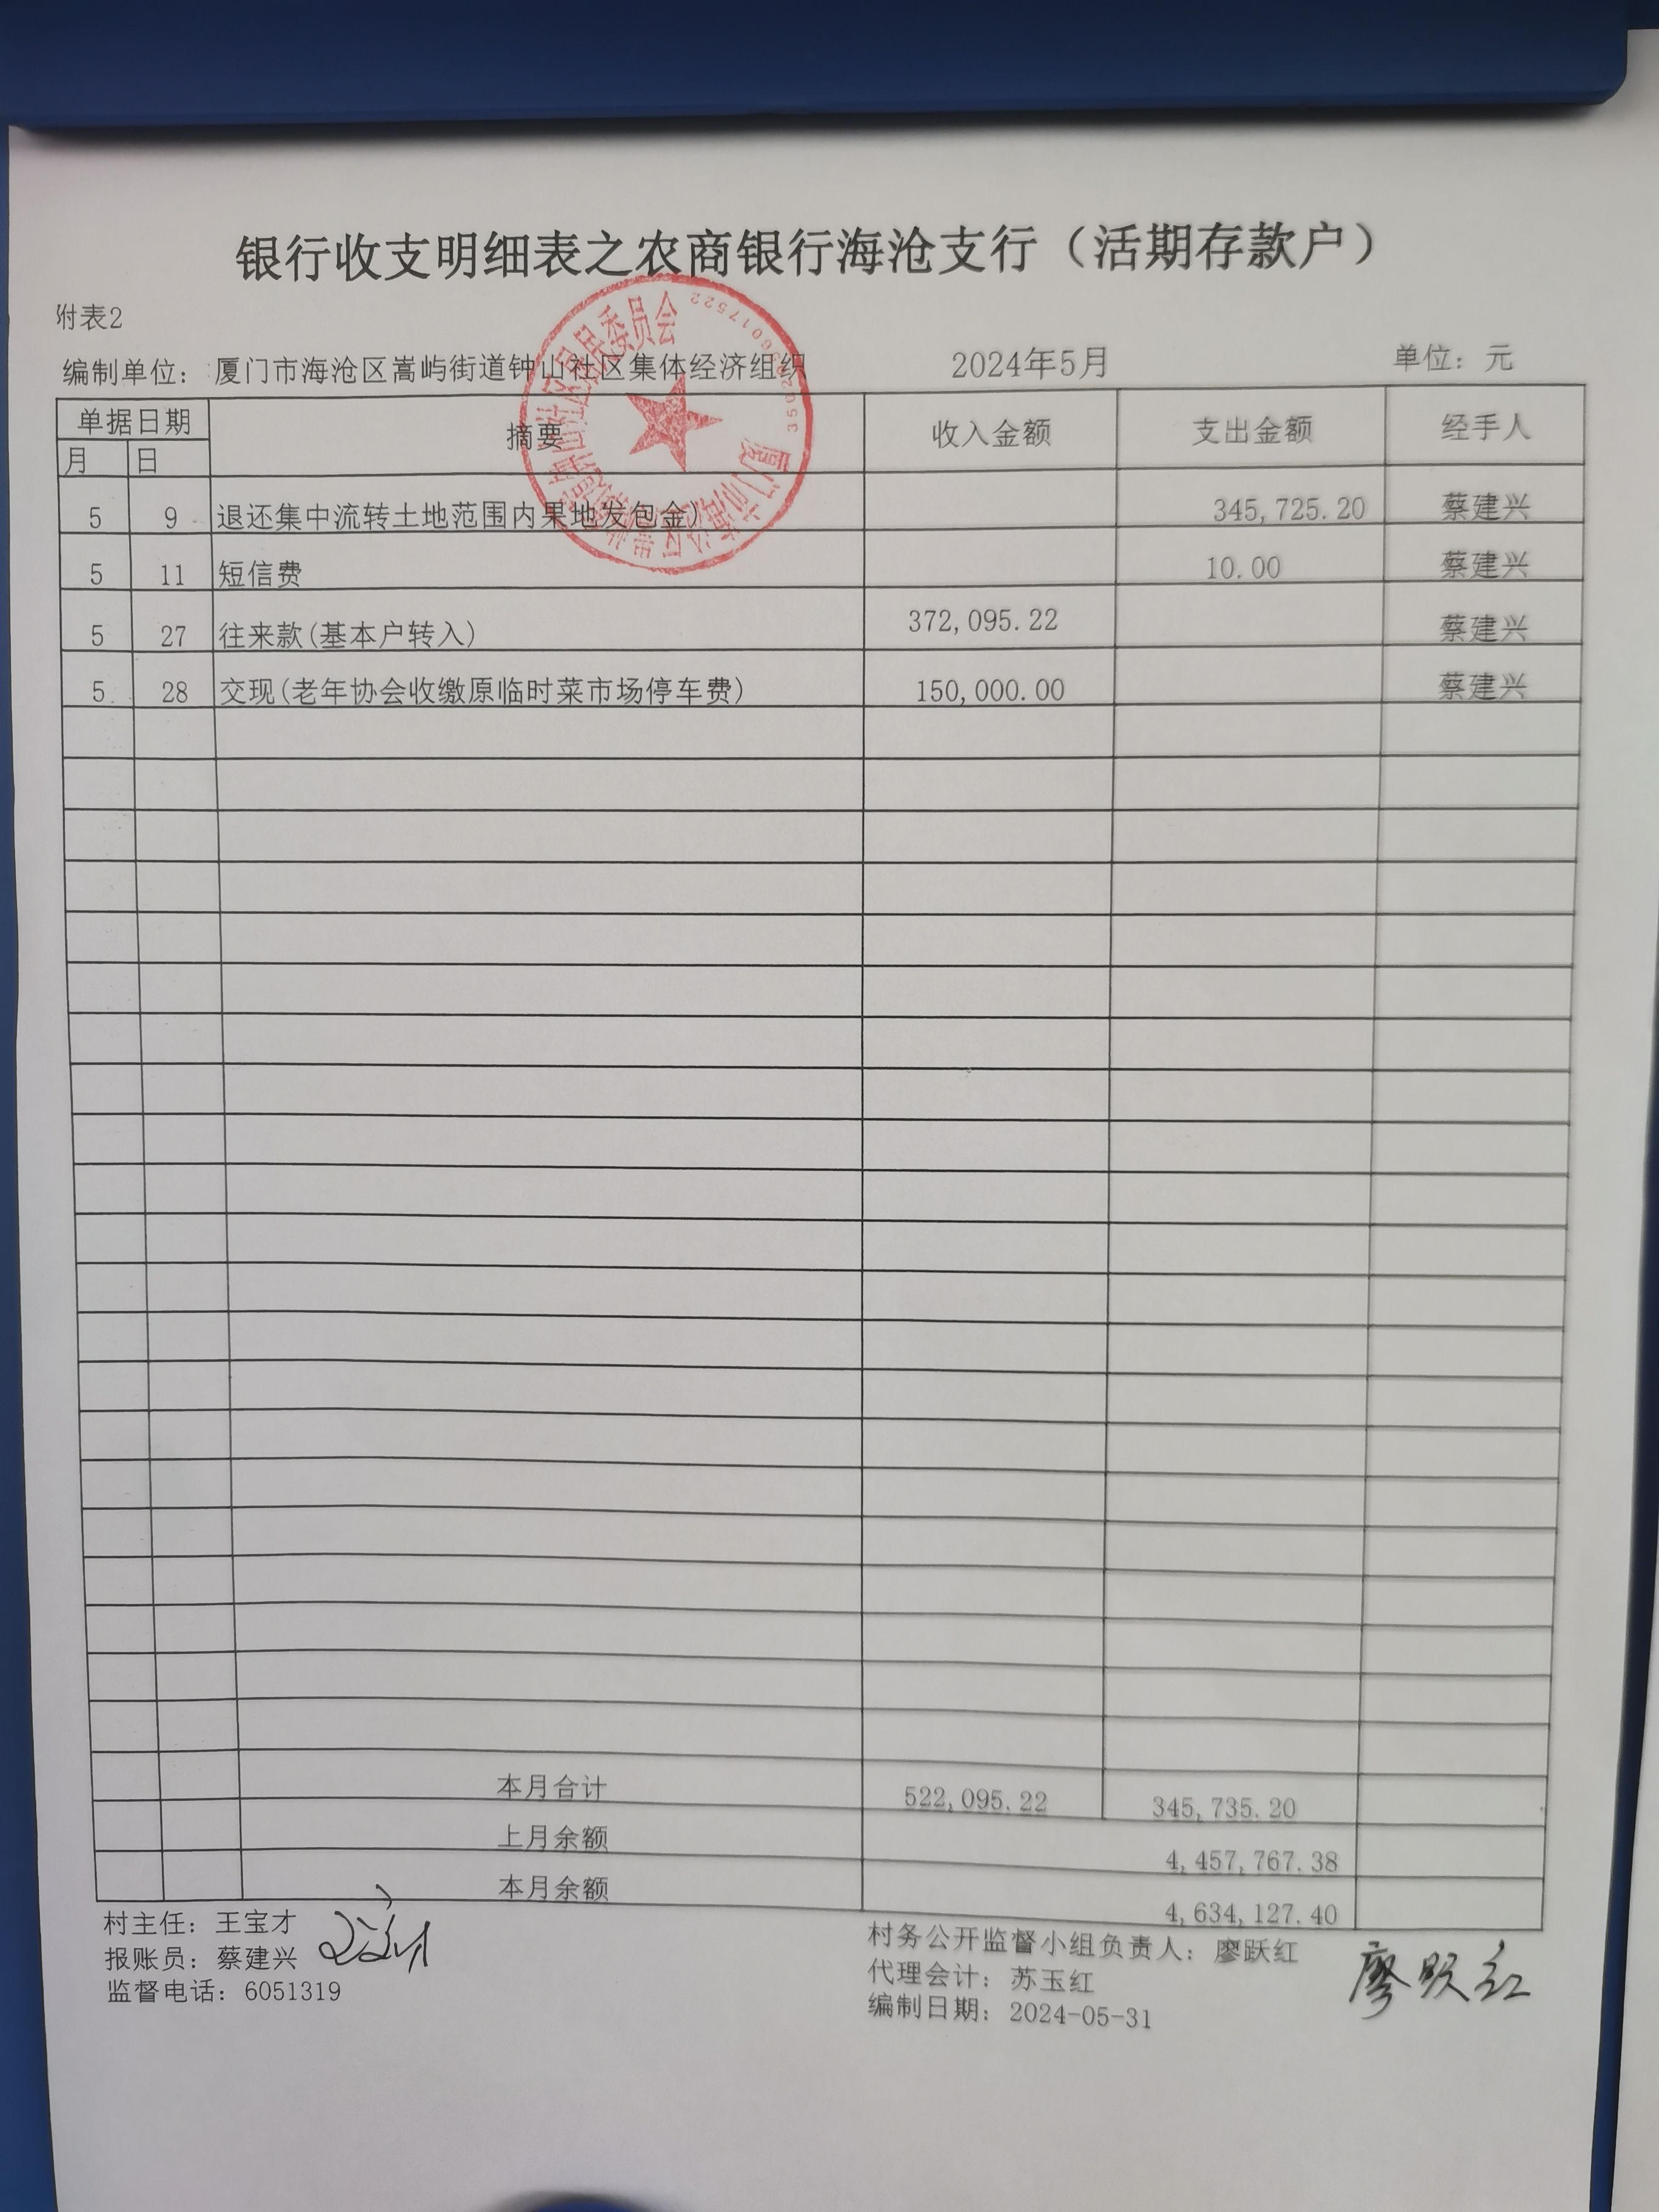 银行收支明细表之农商银行海沧支行（活期存款户）
附表2
编制单位：厦门市海沧区嵩屿街道钟山社区集体经济组织 2024年5月 单位：元
单据日期 摘要 收入金额 支出金额 经手人
月 日
5 9 退还集中流转土地范围内果地发包金) 345,725.20 蔡建兴
5 11 短信费 10.00 蔡建兴
5 27 往来款(基本户转入) 372,095.22 蔡建兴
5 28 交现(老年协会收缴原临时菜市场停车费) 150,000.00 蔡建兴
本月合计 522,095.22 345,735.20
上月余额 4,457,767.38
本月余额 4,634,127.40
村主任：王宝才
报账员：蔡建兴
监督电话：6051319
村务公开监督小组负责人：廖跃红
代理会计：苏玉红
编制日期：2024-05-31
廖跃红